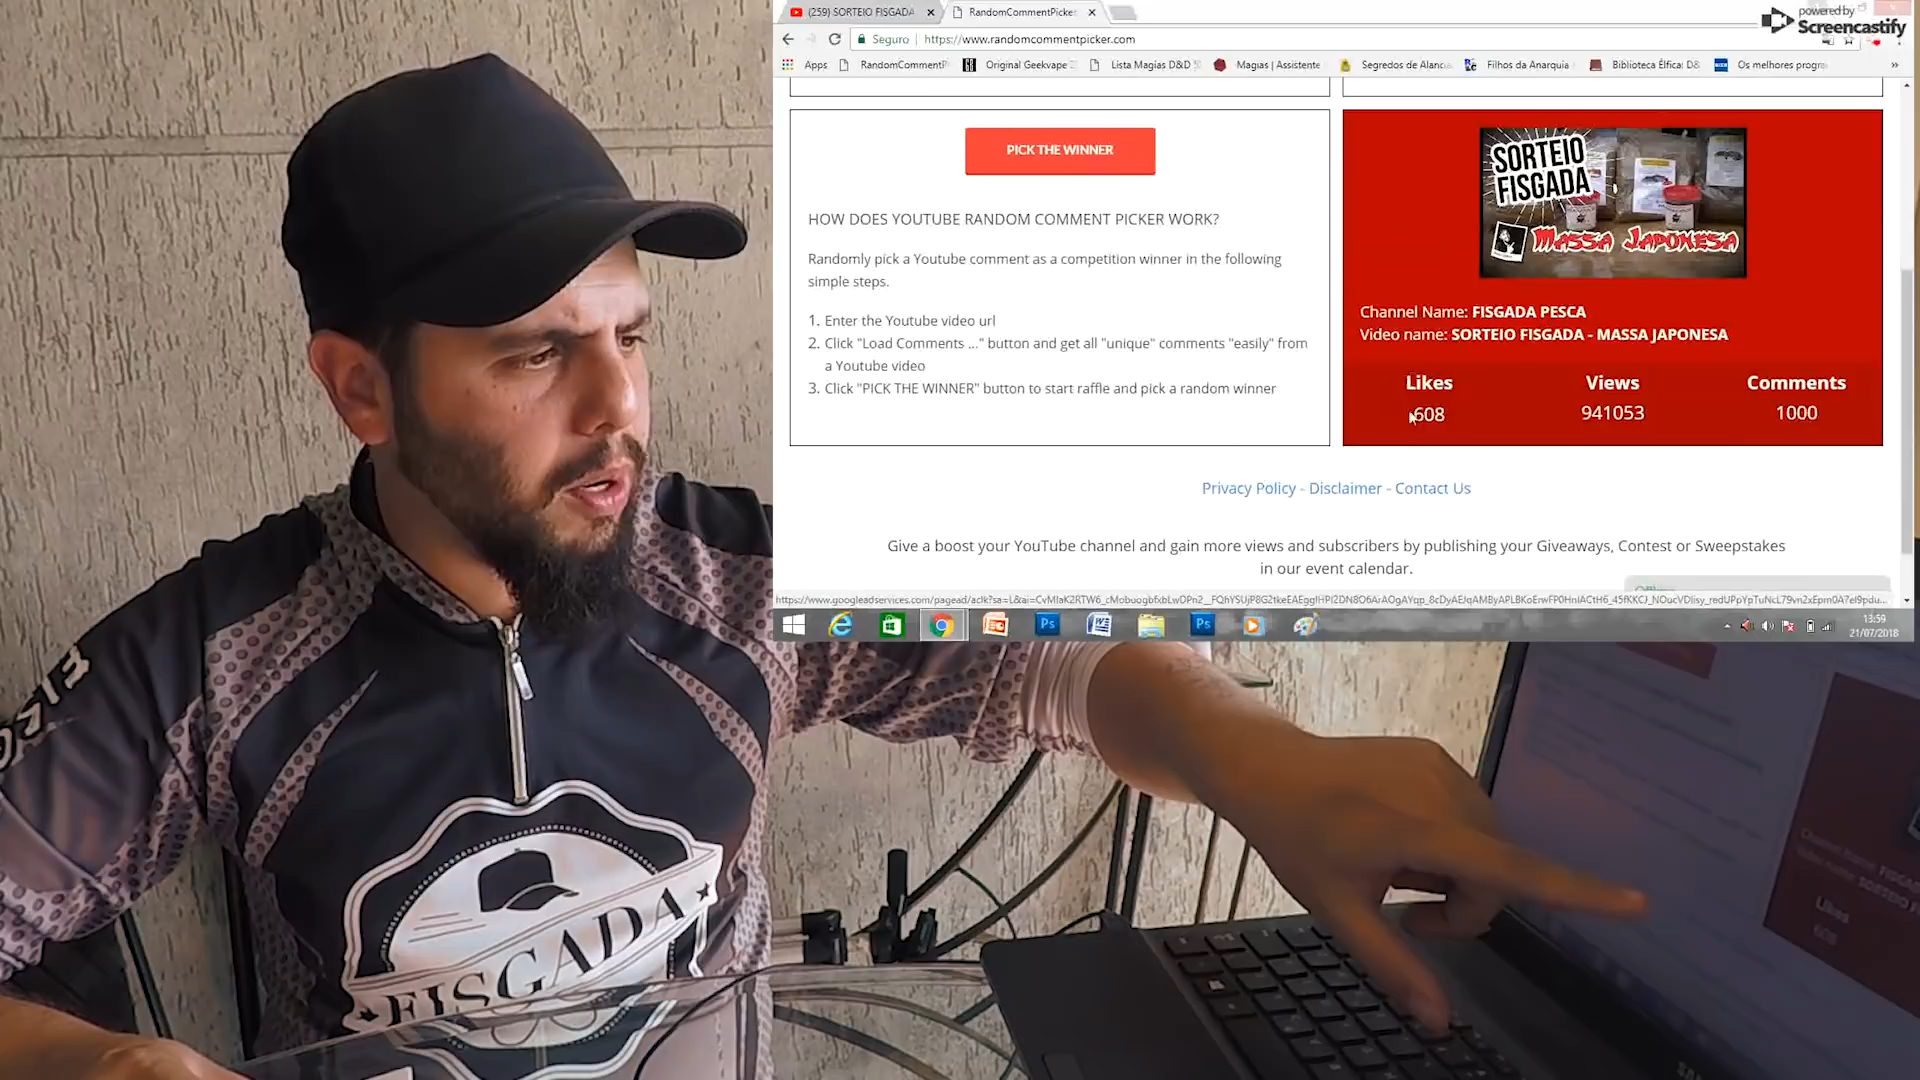 (259) SORTEIO FISGADA
RandomCommentPicke
powered by
Screencastify
Seguro
https://www.randomcommentpicker.com
Apps
RandomCommentPi
Original Geekvape
Lista Magias D&D
Magias | Assistente
Segredos de Alanc
Filhos da Anarquia
Biblioteca Élfica: D&
Os melhores progra
PICK THE WINNER
HOW DOES YOUTUBE RANDOM COMMENT PICKER WORK?
Randomly pick a Youtube comment as a competition winner in the following
simple steps.
1. Enter the Youtube video url
2. Click "Load Comments ..." button and get all "unique" comments "easily" from
a Youtube video
3. Click "PICK THE WINNER" button to start raffle and pick a random winner
SORTEIO
FISGADA
MASSA JAPONESA
Channel Name: FISGADA PESCA
Video name: SORTEIO FISGADA - MASSA JAPONESA
Likes Views Comments
608 941053 1000
Privacy Policy - Disclaimer - Contact Us
Give a boost your YouTube channel and gain more views and subscribers by publishing your Giveaways, Contest or Sweepstakes
in our event calendar.
13:59
21/07/2018
FISGADA
Likes
608